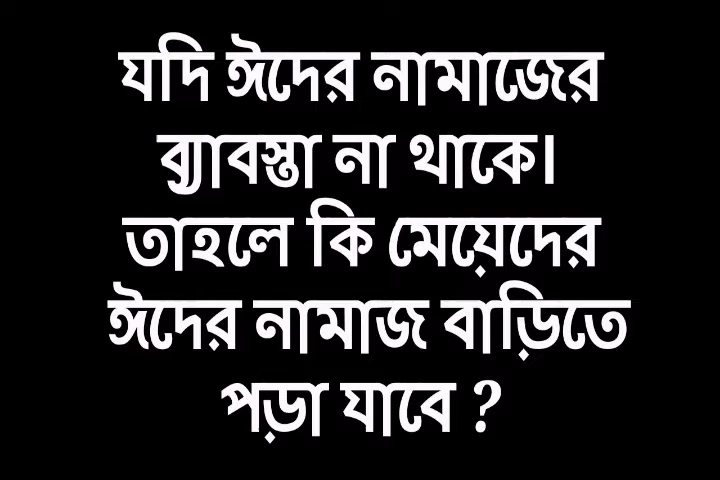 যদি ঈদের নামাজের
ব্যাবস্তা না থাকে।
তাহলে কি মেয়েদের
ঈদের নামাজ বাড়িতে
পড়া যাবে ?